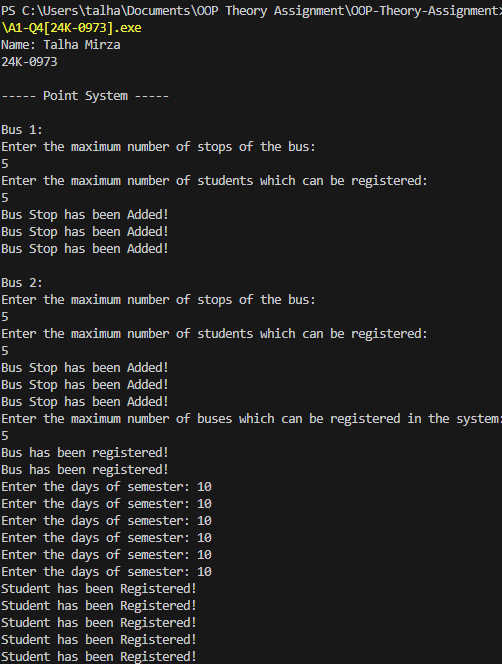 PS C:\Users\talha\Documents\OOP Theory Assignment\OOP-Theory-Assignment>
\A1-Q4[24K-0973].exe
Name: Talha Mirza
24K-0973
----- Point System -----
Bus 1:
Enter the maximum number of stops of the bus:
5
Enter the maximum number of students which can be registered:
5
Bus Stop has been Added!
Bus Stop has been Added!
Bus Stop has been Added!
Bus 2:
Enter the maximum number of stops of the bus:
5
Enter the maximum number of students which can be registered:
5
Bus Stop has been Added!
Bus Stop has been Added!
Bus Stop has been Added!
Enter the maximum number of buses which can be registered in the system:
5
Bus has been registered!
Bus has been registered!
Enter the days of semester: 10
Enter the days of semester: 10
Enter the days of semester: 10
Enter the days of semester: 10
Enter the days of semester: 10
Enter the days of semester: 10
Student has been Registered!
Student has been Registered!
Student has been Registered!
Student has been Registered!
Student has been Registered!